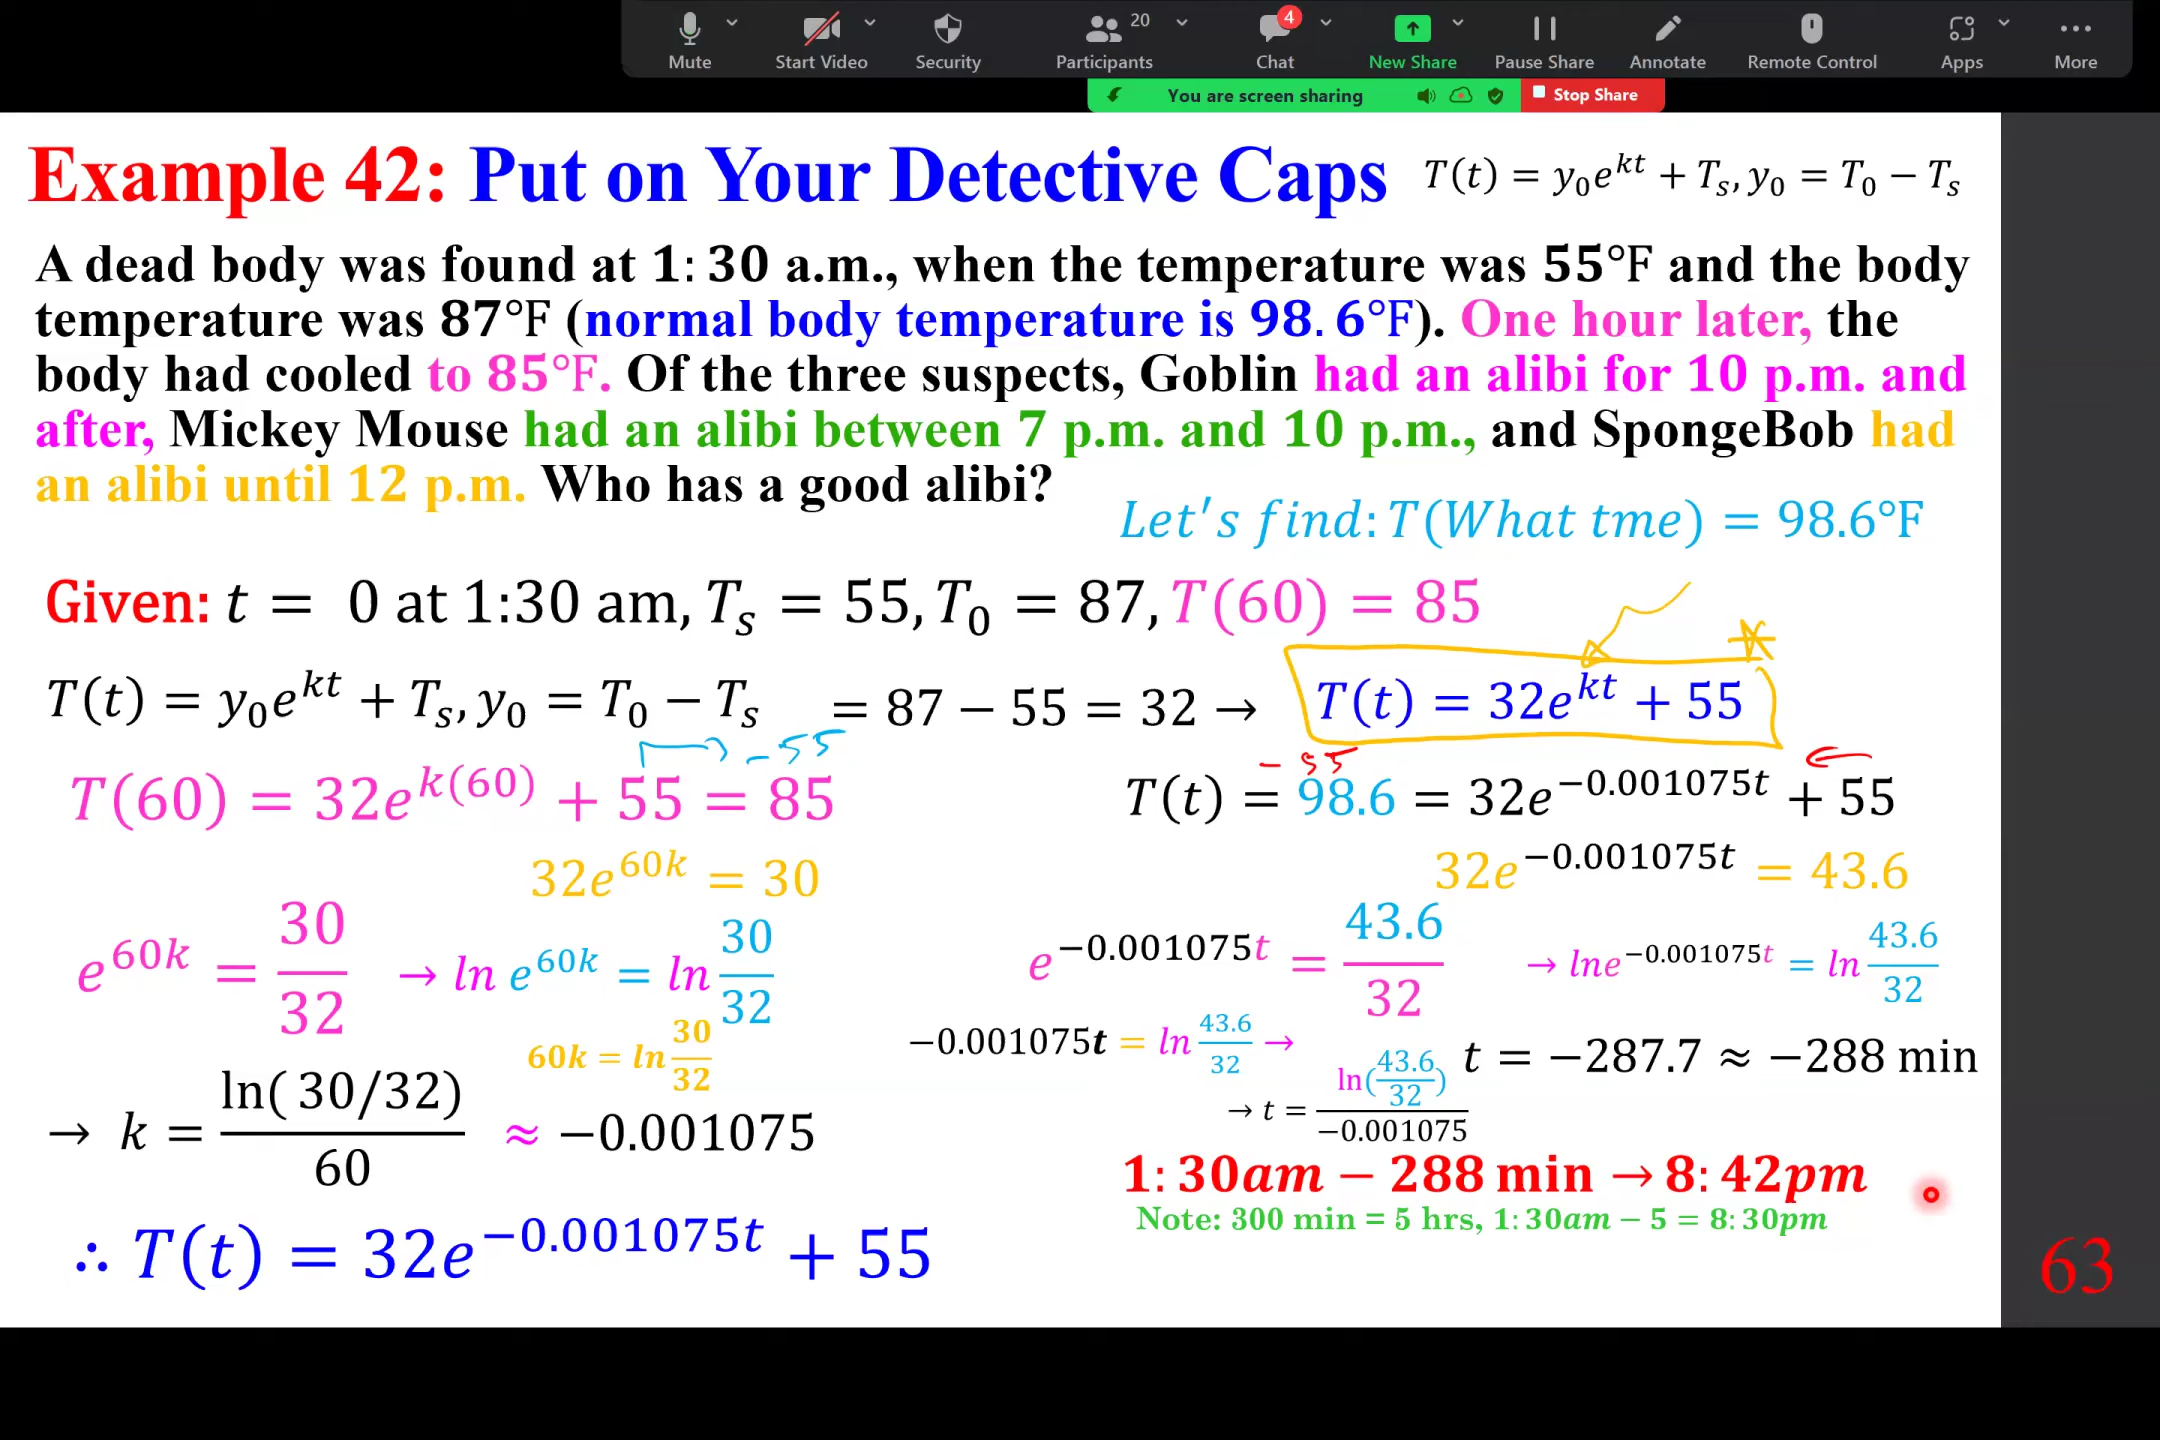 Mute
Start Video
Security
Participants
20
Chat
4
New Share
Pause Share
Annotate
Remote Control
Apps
More
You are screen sharing
Stop Share
Example 42: Put on Your Detective Caps
T(t) = y₀e^{kt} + Tₛ, y₀ = T₀ − Tₛ
A dead body was found at 1: 30 a.m., when the temperature was 55°F and the body
temperature was 87°F (normal body temperature is 98. 6°F). One hour later, the
body had cooled to 85°F. Of the three suspects, Goblin had an alibi for 10 p.m. and
after, Mickey Mouse had an alibi between 7 p.m. and 10 p.m., and SpongeBob had
an alibi until 12 p.m. Who has a good alibi?
Let's find: T(What tme) = 98.6°F
Given: t = 0 at 1:30 am, Tₛ = 55, T₀ = 87, T(60) = 85
T(t) = y₀e^{kt} + Tₛ, y₀ = T₀ − Tₛ = 87 − 55 = 32 → T(t) = 32e^{kt} + 55
− 55
T(60) = 32e^{k(60)} + 55 = 85
32e^{60k} = 30
e^{60k} = 30/32 → ln e^{60k} = ln 30/32
60k = ln 30/32
→ k = ln( 30/32)/60 ≈ −0.001075
∴ T(t) = 32e^{−0.001075t} + 55
− 55
T(t) = 98.6 = 32e^{−0.001075t} + 55
32e^{−0.001075t} = 43.6
e^{−0.001075t} = 43.6/32 → lne^{−0.001075t} = ln 43.6/32
−0.001075t = ln 43.6/32 →
→ t = ln(43.6/32)/−0.001075
t = −287.7 ≈ −288 min
1: 30am − 288 min → 8: 42pm
Note: 300 min = 5 hrs, 1: 30am − 5 = 8: 30pm
63